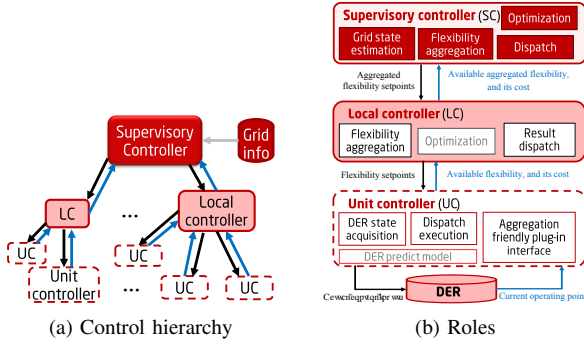 Supervisory
Controller
Grid
info
LC
...
Local
controller
UC
Unit
controller
...
UC
...
UC
UC
(a) Control hierarchy
Supervisory controller (SC)
Optimization
Grid state
estimation
Flexibility
aggregation
Dispatch
Aggregated
flexibility setpoints
Available aggregated flexibility,
and its cost
Local controller (LC)
Flexibility
aggregation
Optimization
Result
dispatch
Flexibility setpoints
Available flexibility, and its cost
Unit controller (UC)
DER state
acquisition
Dispatch
execution
Aggregation
friendly plug-in
interface
DER predict model
DER
Current operating point
(b) Roles